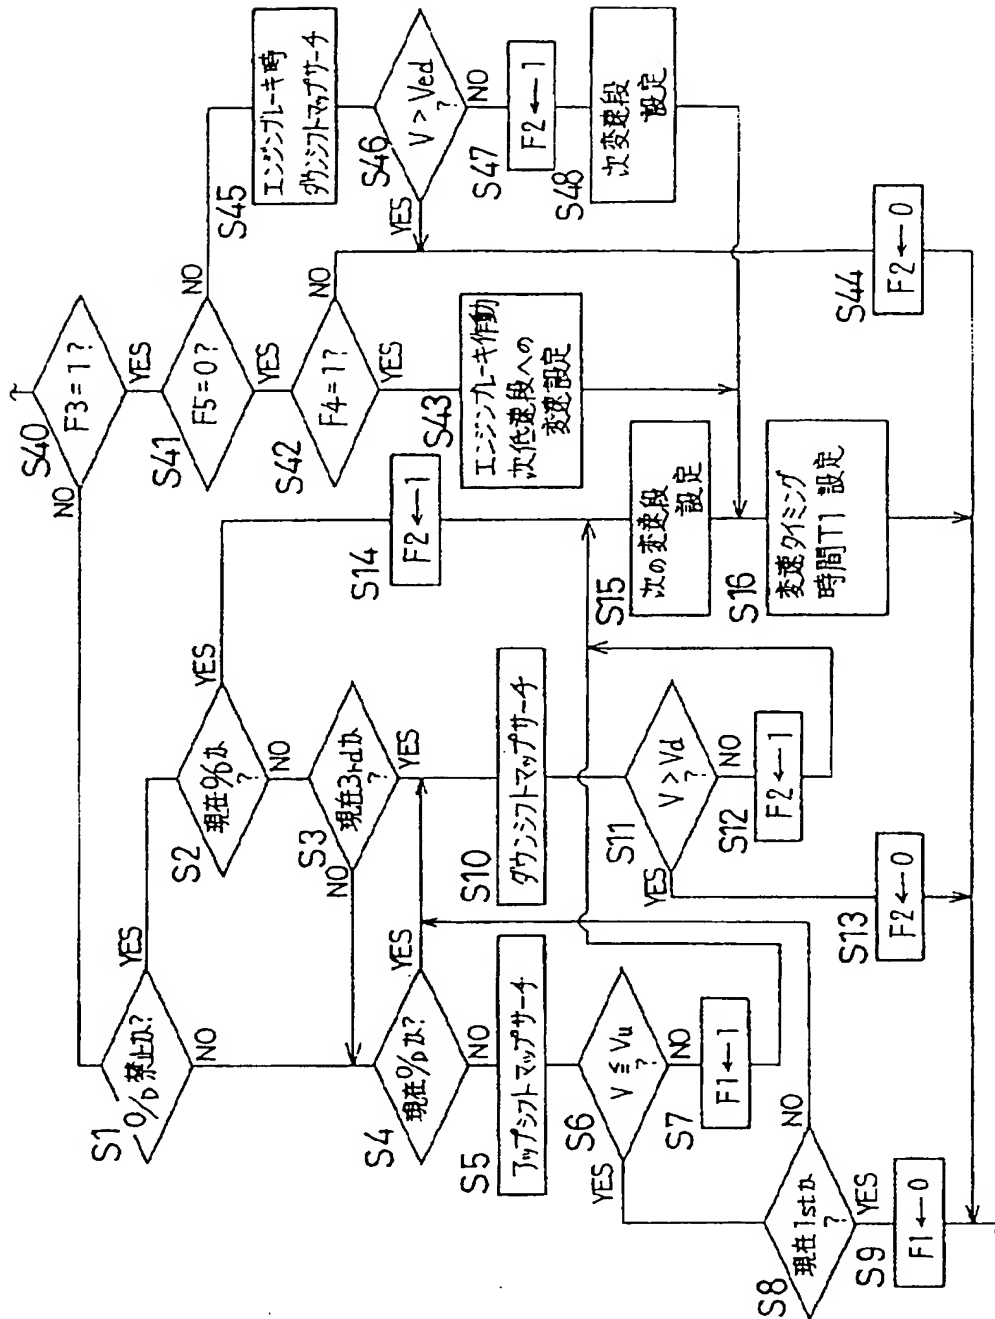 S40
F3=1?
NO
YES
S41
F5=0?
NO
YES
S42
F4=1?
NO
YES
S43
エンジンブレーキ作動
次低速段への
変速設定
S45
エンジンブレーキ時
ダウンシフトマップサーチ
S46
V > Ved
?
YES
NO
S47
F2←1
S48
次変速段
設定
S44
F2←0
S1
O/D禁止か?
YES
NO
S2
現在O/Dか
?
YES
NO
S3
現在3rdか
?
NO
YES
S4
現在O/Dか?
YES
NO
S5
アップシフトマップサーチ
S6
V ≦ Vu
?
YES
NO
S7
F1←1
S8
現在1stか
?
NO
YES
S9
F1←0
S10
ダウンシフトマップサーチ
S11
V > Vd
?
YES
NO
S12
F2←1
S13
F2←0
S14
F2←1
S15
次の変速段
設定
S16
変速タイミング
時間T1設定